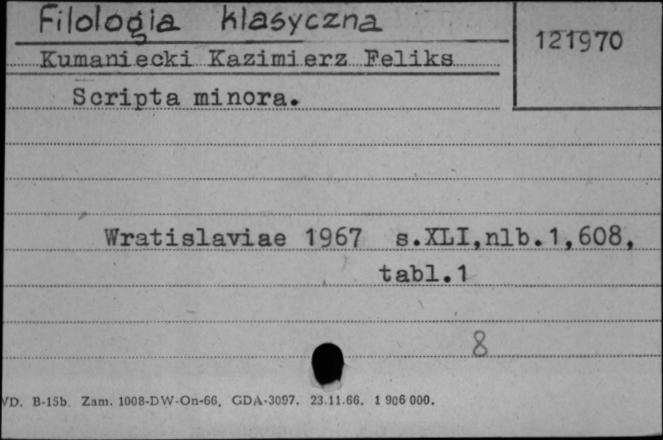 Filologia klasyczna
121970
Kumaniecki Kazimierz Feliks
Scripta minora.
Wratislaviae 1967 s.XLI,nlb.1,608,
tabl.1
8
VD. B-15b. Zam. 1008-DW-On-66. GDA-3097. 23.11.66. 1 906 000.